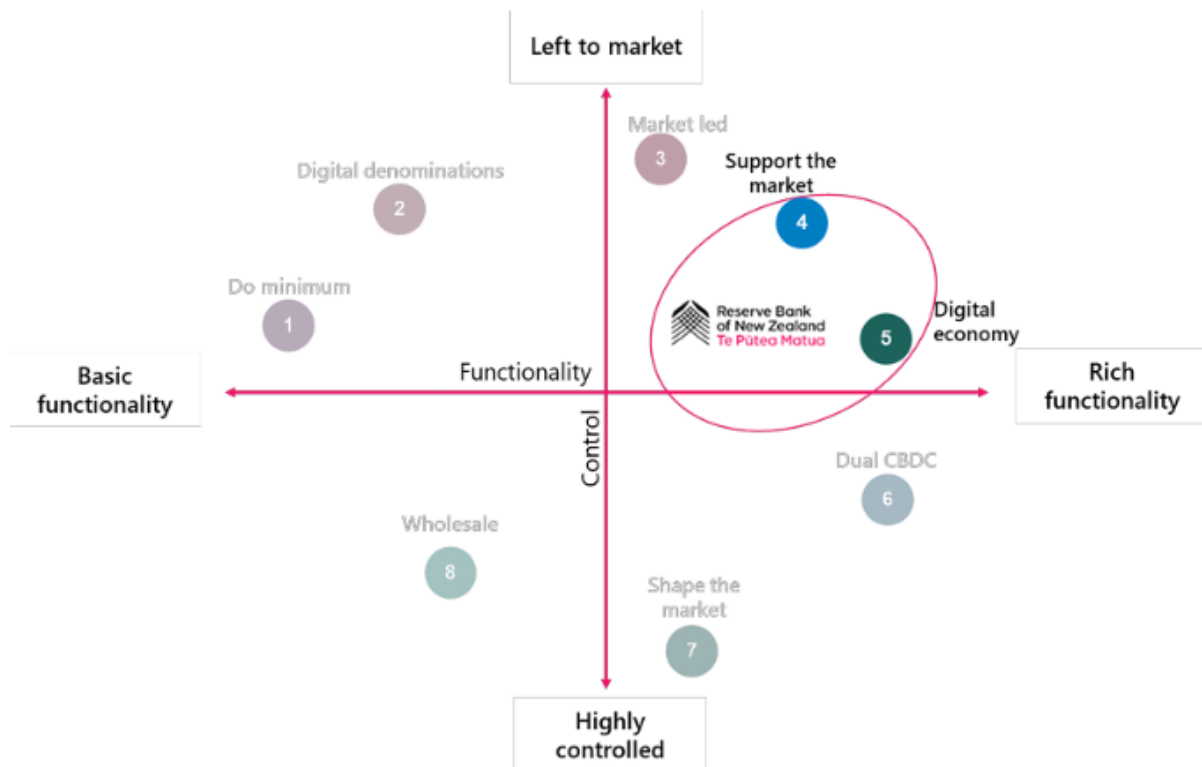 Left to market
Market led
3
Support the
market
4
Digital denominations
2
Do minimum
1
Reserve Bank
of New Zealand
Te Pūtea Matua
Digital
economy
5
Basic
functionality
Functionality
Control
Rich
functionality
Dual CBDC
6
Wholesale
8
Shape the
market
7
Highly
controlled